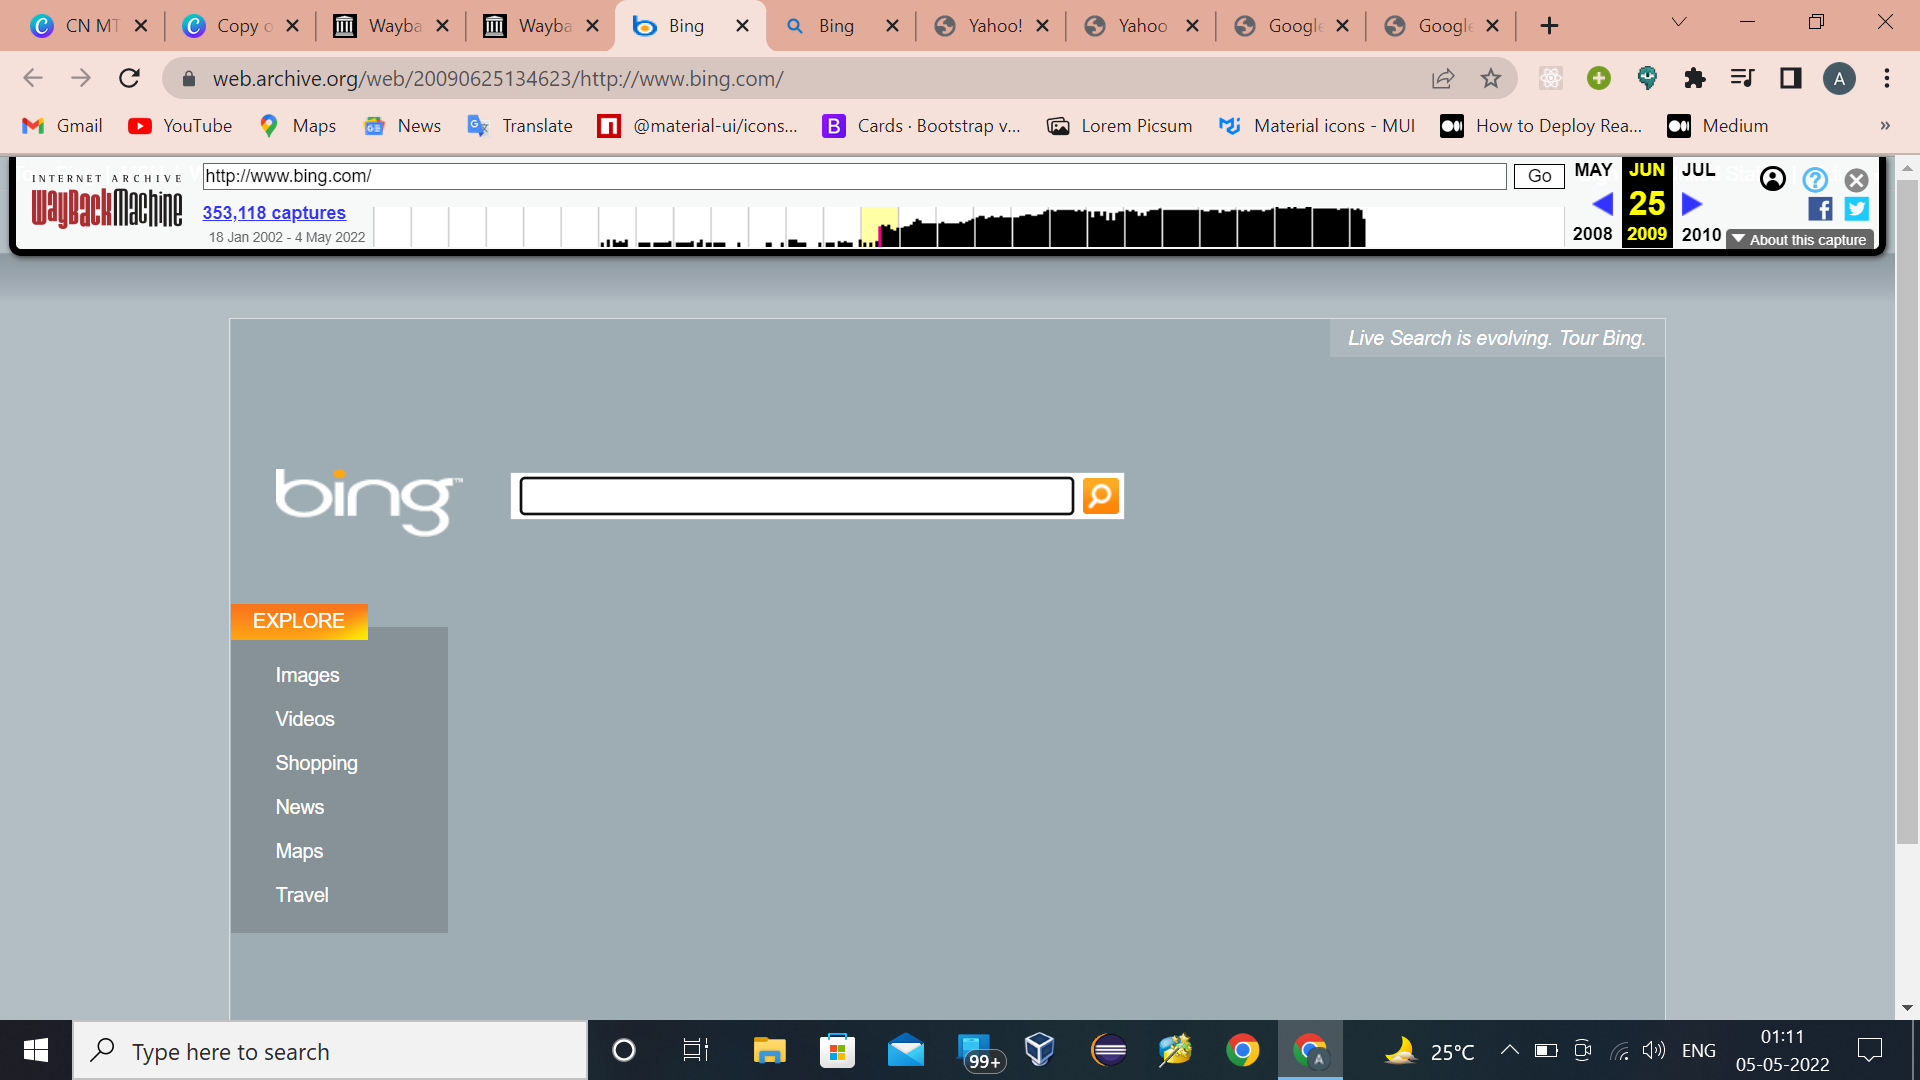 CN MT
Copy o
Wayba
Wayba
Bing
Bing
Yahoo!
Yahoo
Google
Google
web.archive.org/web/20090625134623/http://www.bing.com/
A
Gmail
YouTube
Maps
News
Translate
@material-ui/icons...
Cards · Bootstrap v...
Lorem Picsum
Material icons - MUI
How to Deploy Rea...
Medium
»
INTERNET ARCHIVE
WayBackMachine
http://www.bing.com/
Go
353,118 captures
18 Jan 2002 - 4 May 2022
MAY JUN JUL
25
2008 2009 2010
About this capture
Live Search is evolving. Tour Bing.
bing™
EXPLORE
Images
Videos
Shopping
News
Maps
Travel
Type here to search
99+
A
25°C
ENG
01:11
05-05-2022